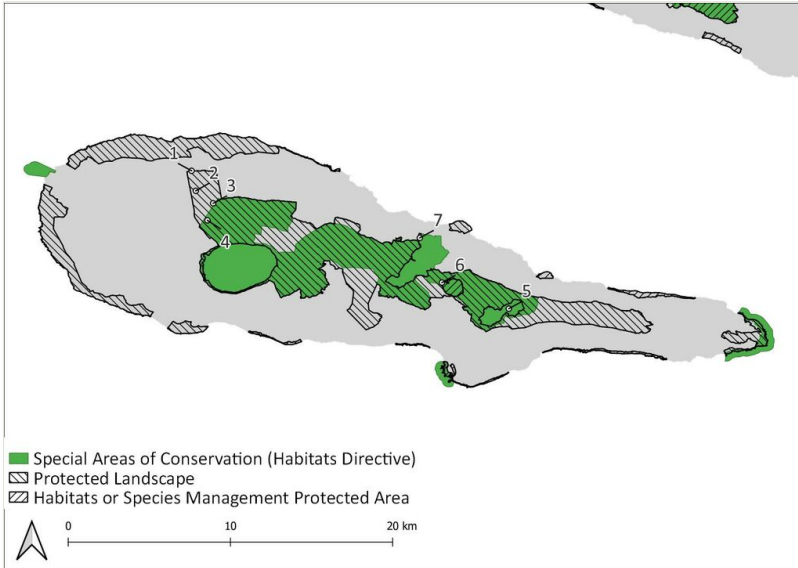 1
2
3
4
7
6
5
Special Areas of Conservation (Habitats Directive)
Protected Landscape
Habitats or Species Management Protected Area
0 10 20 km